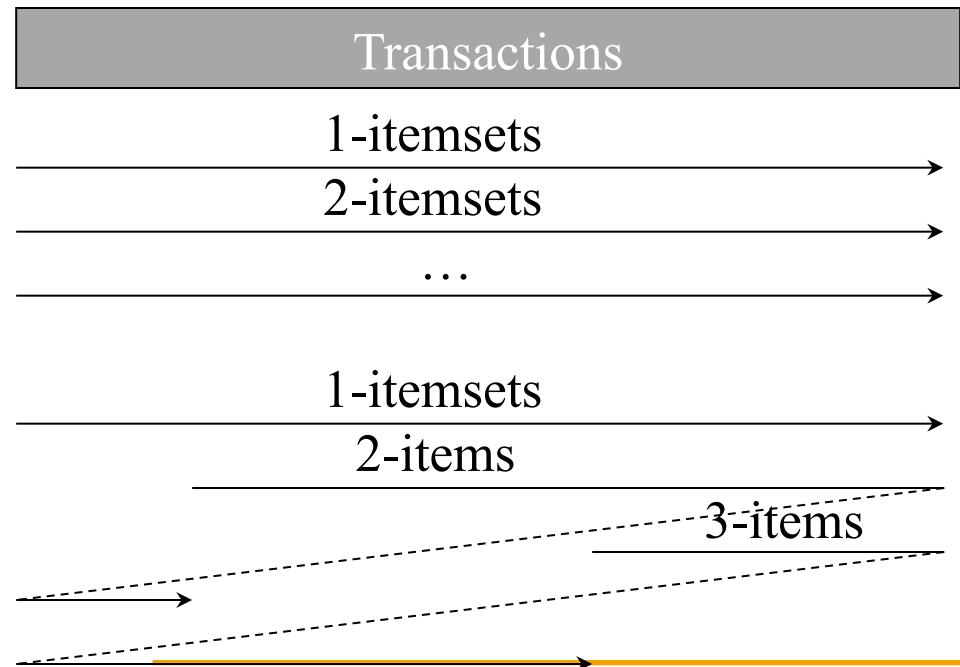 Transactions
1-itemsets
2-itemsets
…
1-itemsets
2-items
3-items